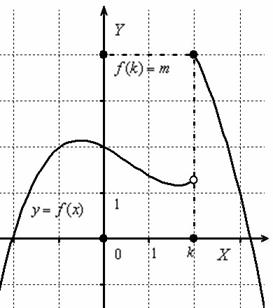 Y
f(k) = m
y = f(x)
1
0
1
k
X